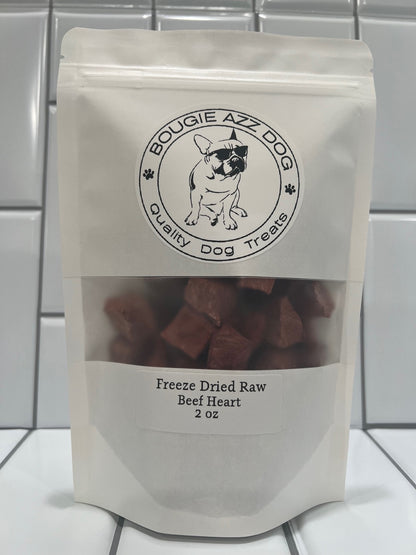 BOUGIE AZZ DOG
Quality Dog Treats
Freeze Dried Raw
Beef Heart
2 oz